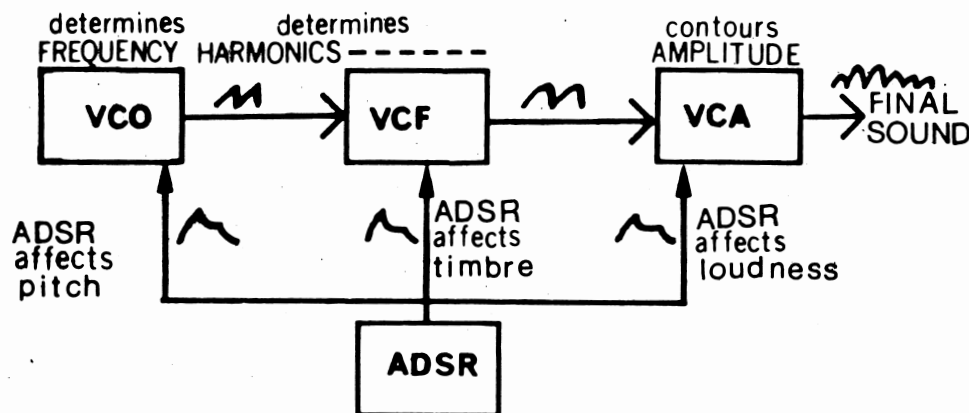 determines
FREQUENCY
determines
HARMONICS
contours
AMPLITUDE
VCO
VCF
VCA
FINAL
SOUND
ADSR
affects
pitch
ADSR
affects
timbre
ADSR
affects
loudness
ADSR